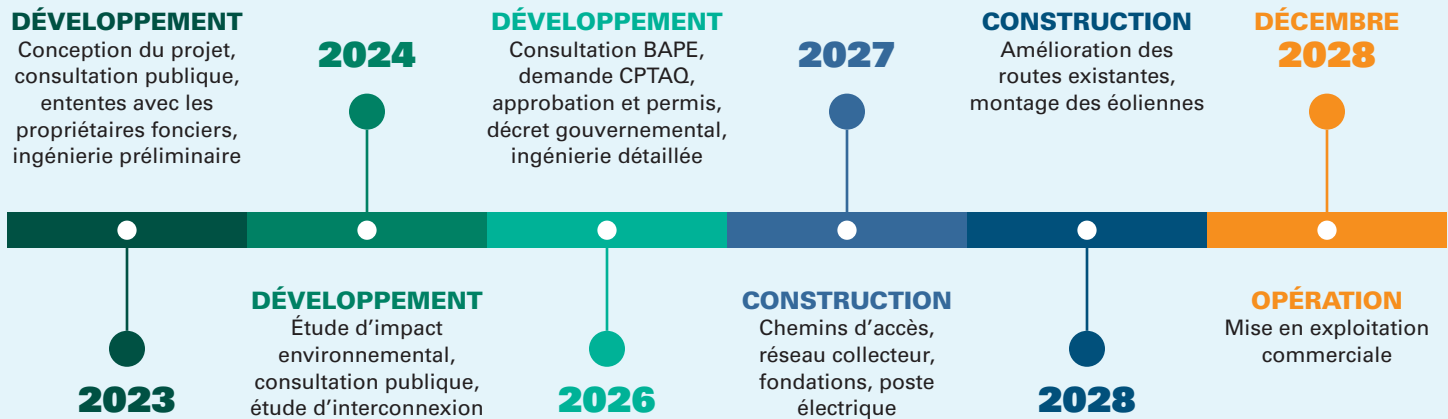 DÉVELOPPEMENT
Conception du projet,
consultation publique,
ententes avec les
propriétaires fonciers,
ingénierie préliminaire
2023
2024
DÉVELOPPEMENT
Étude d’impact
environnemental,
consultation publique,
étude d’interconnexion
DÉVELOPPEMENT
Consultation BAPE,
demande CPTAQ,
approbation et permis,
décret gouvernemental,
ingénierie détaillée
2026
2027
CONSTRUCTION
Chemins d’accès,
réseau collecteur,
fondations, poste
électrique
CONSTRUCTION
Amélioration des
routes existantes,
montage des éoliennes
2028
DÉCEMBRE
2028
OPÉRATION
Mise en exploitation
commerciale